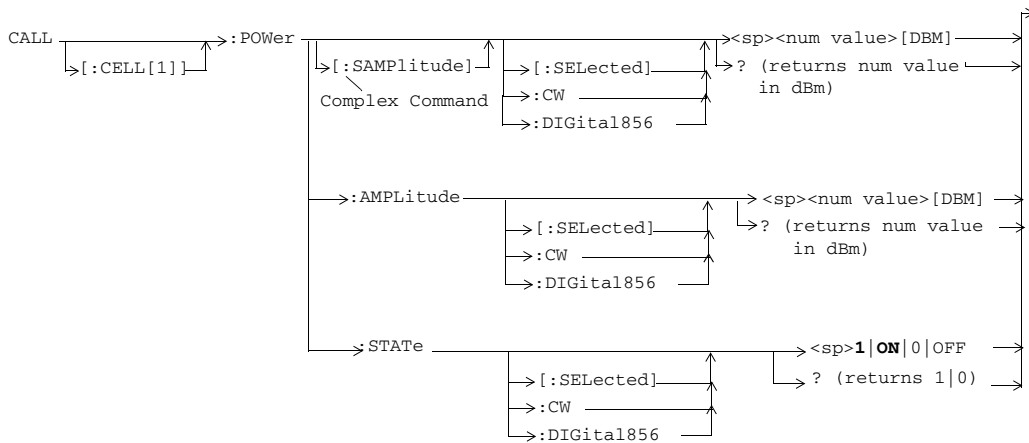 CALL :POWer <sp><num value>[DBM]
[:CELL[1]] [:SAMPlitude] [:SELected] ? (returns num value
Complex Command :CW in dBm)
:DIGital856
:AMPLitude <sp><num value>[DBM]
[:SELected] ? (returns num value
:CW in dBm)
:DIGital856
:STATe <sp>1|ON|0|OFF
[:SELected] ? (returns 1|0)
:CW
:DIGital856